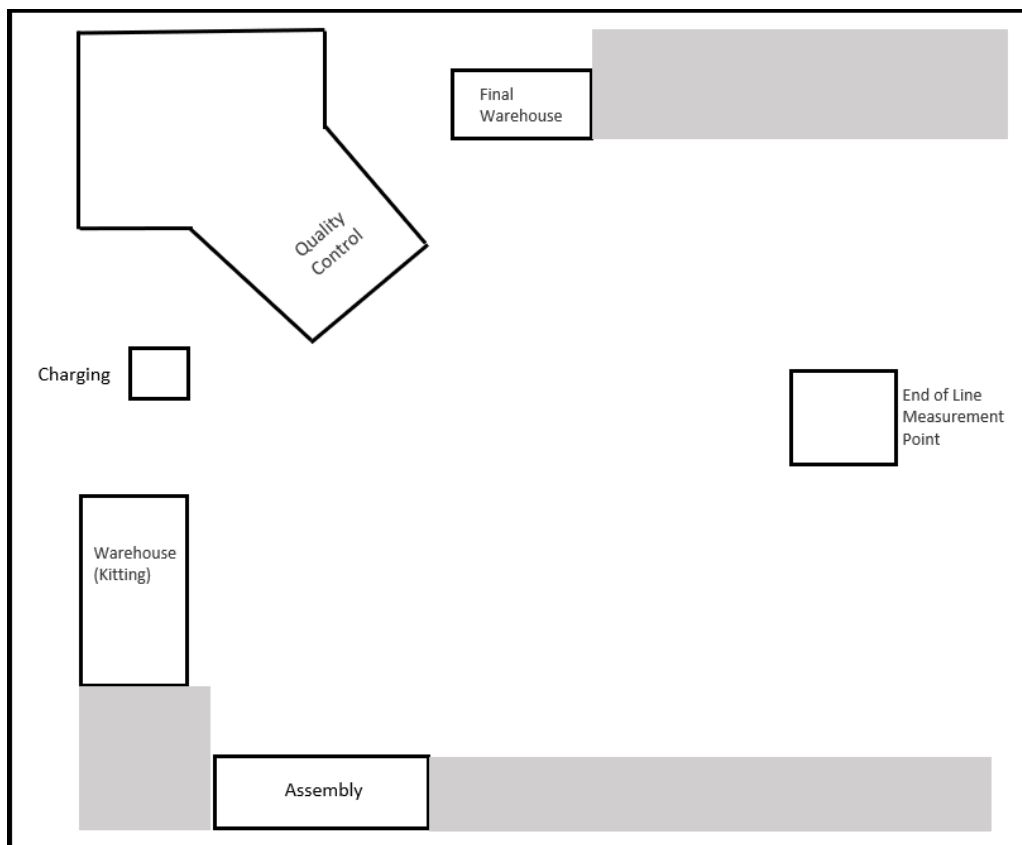 Final
Warehouse
Quality
Control
Charging
End of Line
Measurement
Point
Warehouse
(Kitting)
Assembly